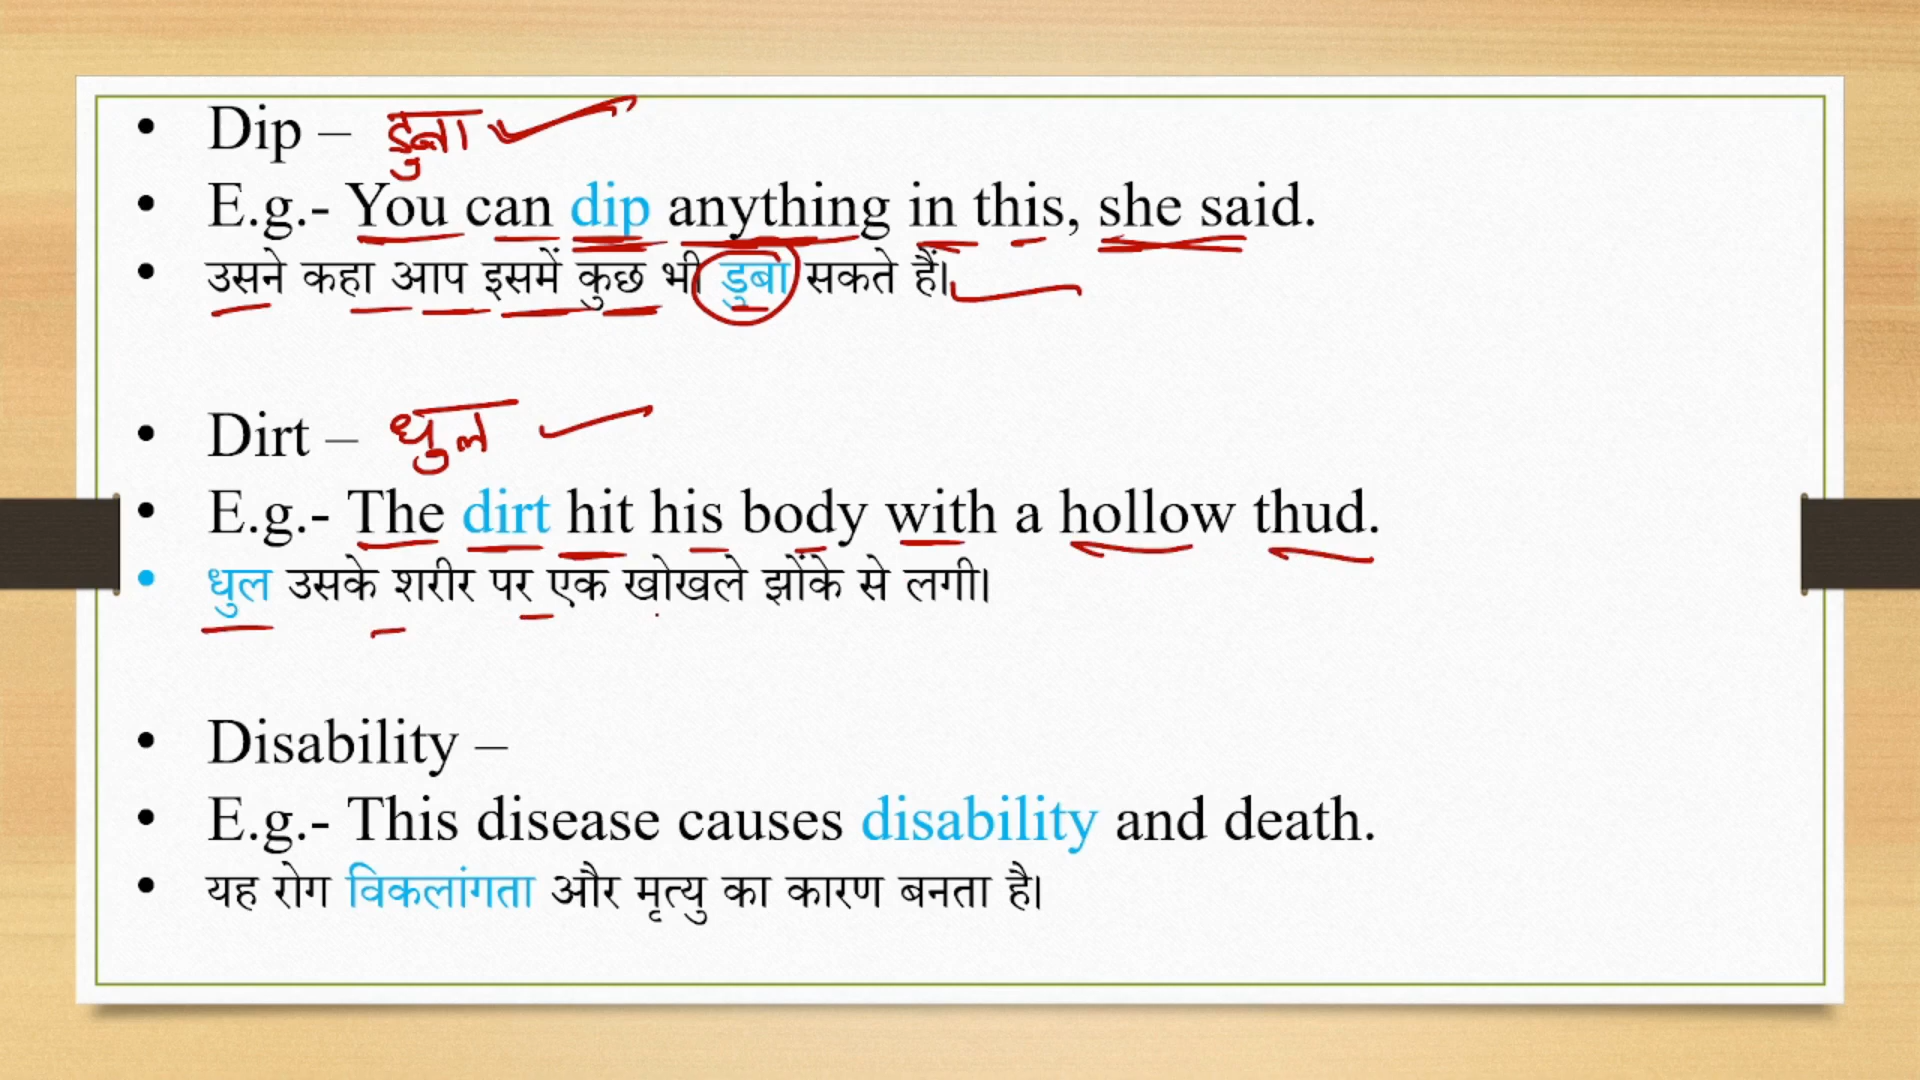 • Dip – डुबा
• E.g.- You can dip anything in this, she said.
• उसने कहा आप इसमें कुछ भी डुबा सकते हैं।
• Dirt – धुल
• E.g.- The dirt hit his body with a hollow thud.
• धुल उसके शरीर पर एक खोखले झोंके से लगी।
• Disability –
• E.g.- This disease causes disability and death.
• यह रोग विकलांगता और मृत्यु का कारण बनता है।